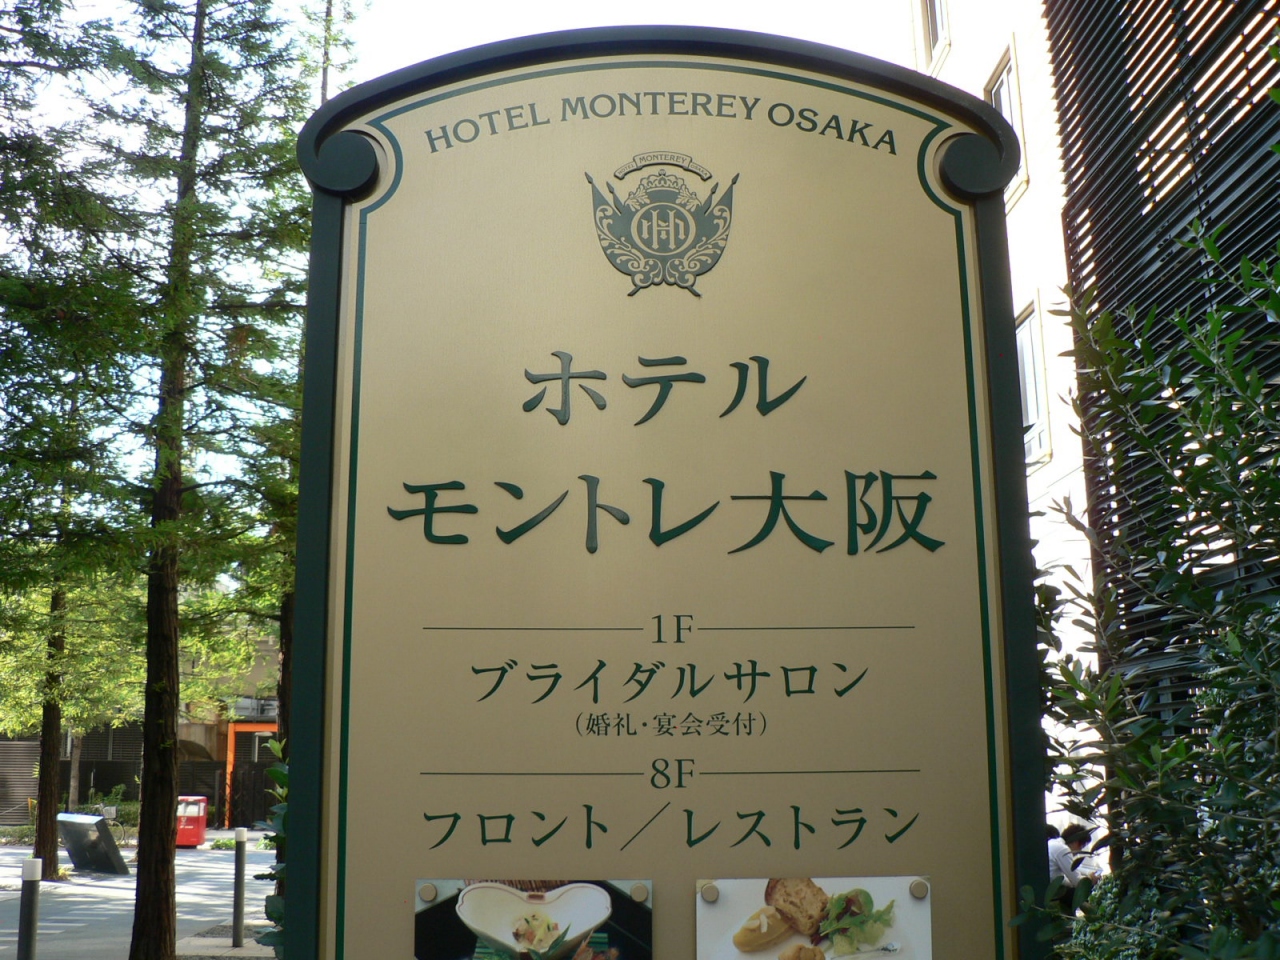 HOTEL MONTEREY OSAKA
MONTEREY
ホテル
モントレ大阪
1F
ブライダルサロン
(婚礼・宴会受付)
8F
フロント／レストラン